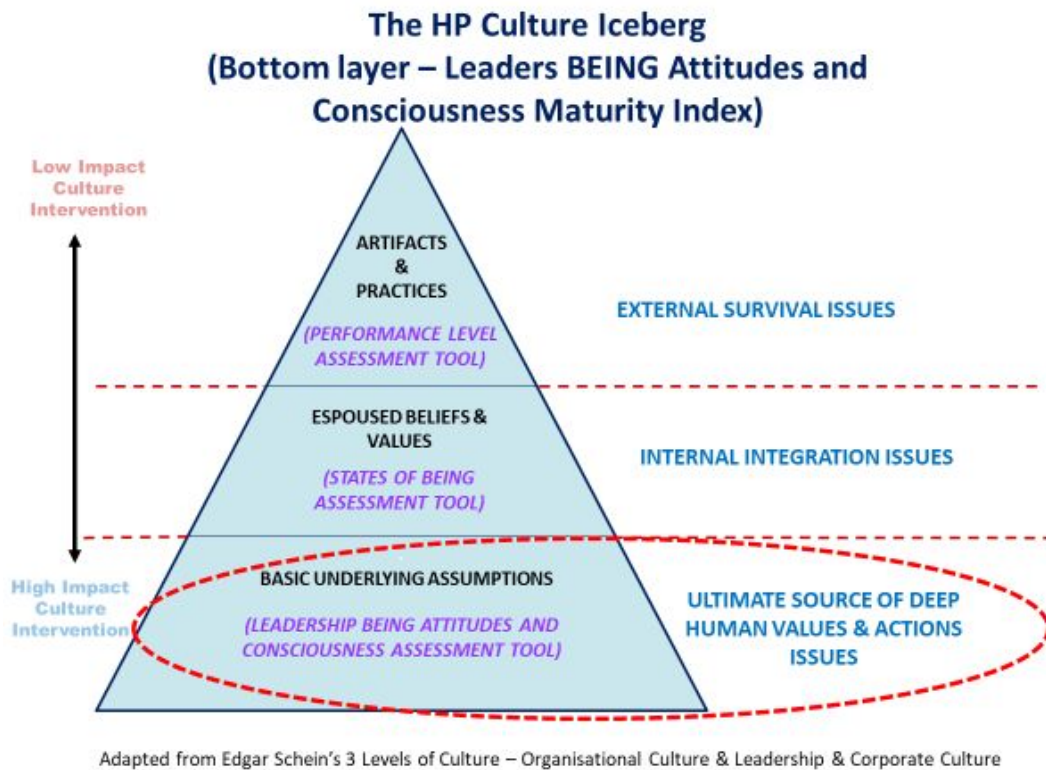 The HP Culture Iceberg
(Bottom layer – Leaders BEING Attitudes and
Consciousness Maturity Index)
Low Impact
Culture
Intervention
ARTIFACTS
&
PRACTICES
(PERFORMANCE LEVEL
ASSESSMENT TOOL)
EXTERNAL SURVIVAL ISSUES
ESPOUSED BELIEFS &
VALUES
(STATES OF BEING
ASSESSMENT TOOL)
INTERNAL INTEGRATION ISSUES
High Impact
Culture
Intervention
BASIC UNDERLYING ASSUMPTIONS
(LEADERSHIP BEING ATTITUDES AND
CONSCIOUSNESS ASSESSMENT TOOL)
ULTIMATE SOURCE OF DEEP
HUMAN VALUES & ACTIONS
ISSUES
Adapted from Edgar Schein's 3 Levels of Culture – Organisational Culture & Leadership & Corporate Culture